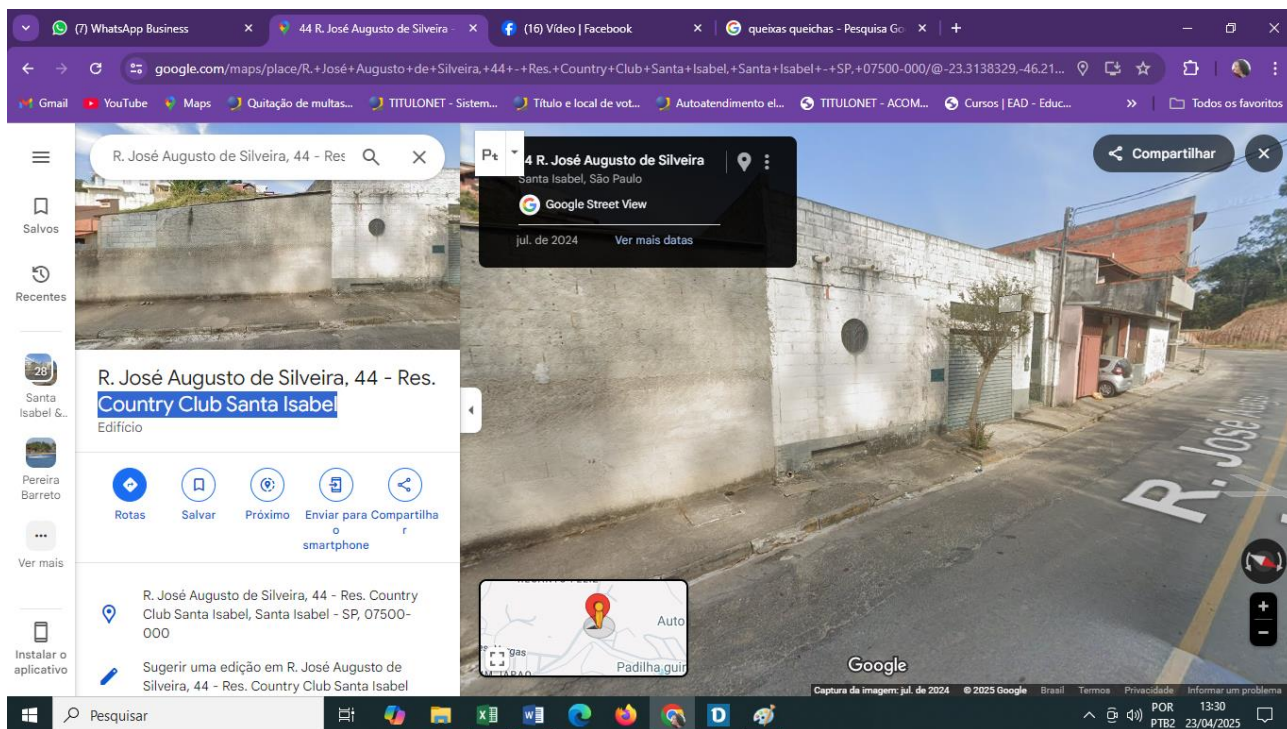 (7) WhatsApp Business
44 R. José Augusto de Silveira -
(16) Vídeo | Facebook
queixas queichas - Pesquisa Go
google.com/maps/place/R.+José+Augusto+de+Silveira,+44+-+Res.+Country+Club+Santa+Isabel,+Santa+Isabel+-+SP,+07500-000/@-23.3138329,-46.21...
Gmail
YouTube
Maps
Quitação de multas...
TITULONET - Sistem...
Título e local de vot...
Autoatendimento el...
TITULONET - ACOM...
Cursos | EAD - Educ...
»
Todos os favoritos
R. José Augusto de Silveira, 44 - Res
Salvos
Recentes
28
Santa
Isabel &..
Pereira
Barreto
Ver mais
Instalar o
aplicativo
R. José Augusto de Silveira, 44 - Res.
Country Club Santa Isabel
Edifício
Rotas
Salvar
Próximo
Enviar para
o
smartphone
Compartilha
r
R. José Augusto de Silveira, 44 - Res. Country
Club Santa Isabel, Santa Isabel - SP, 07500-
000
Sugerir uma edição em R. José Augusto de
Silveira, 44 - Res. Country Club Santa Isabel
Pt
4 R. José Augusto de Silveira
Santa Isabel, São Paulo
Google Street View
jul. de 2024
Ver mais datas
Compartilhar
R. José Augu
Auto
Padilha guin
Google
Captura da imagem: jul. de 2024
© 2025 Google
Brasil
Termos
Privacidade
Informar um problema
Pesquisar
POR
PTB2
13:30
23/04/2025